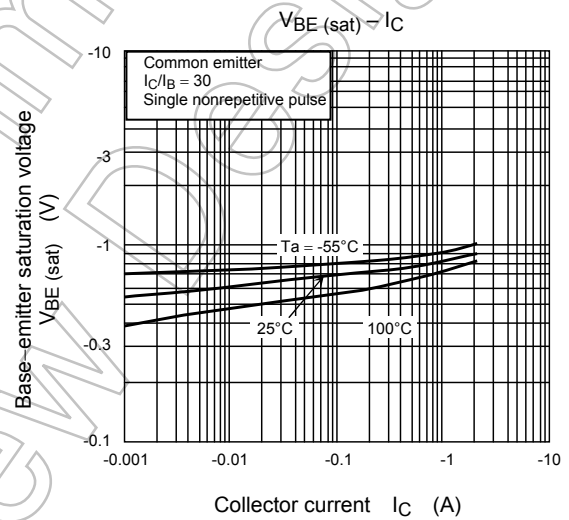 VBE (sat) – IC
Common emitter
IC/IB = 30
Single nonrepetitive pulse
Base-emitter saturation voltage
VBE (sat) (V)
-10
-3
-1
-0.3
-0.1
Ta = -55°C
25°C
100°C
-0.001
-0.01
-0.1
-1
-10
Collector current IC (A)